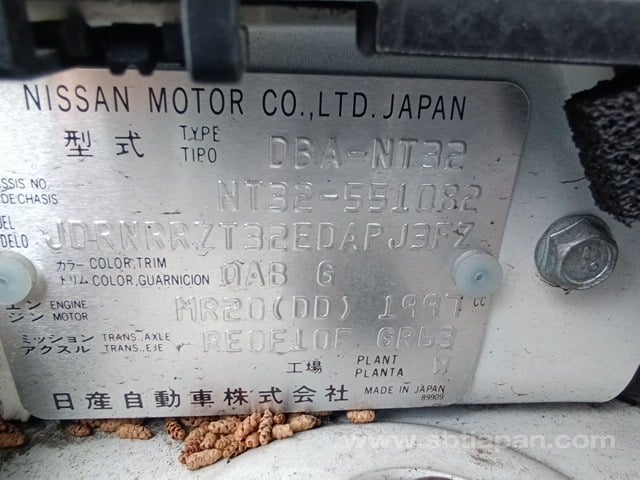 NISSAN MOTOR CO.,LTD. JAPAN
型式 TYPE TIPO DBA-NT32
ASSIS NO. DE CHASIS NT32-551082
DEL DELO JDRNRRZT32EDAPJ3FZ
カラー トリム COLOR,TRIM COLOR,GUARNICION QAB G
エンジン ENGINE MOTOR MR20(DD) 1997 CC
ミッション アクスル TRANS.,AXLE TRANS.,EJE RE0F10F GR63
工場 PLANT PLANTA W
日産自動車株式会社 MADE IN JAPAN
89909
www.sbtjapan.com